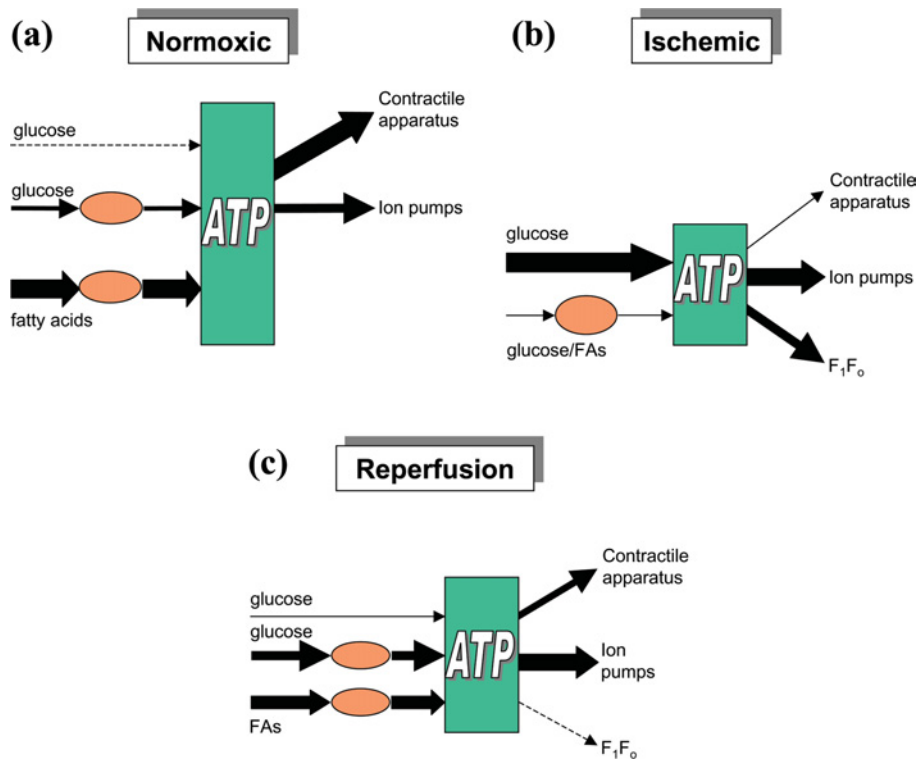 (a)
Normoxic
glucose
glucose
fatty acids
ATP
Contractile
apparatus
Ion pumps
(b)
Ischemic
glucose
glucose/FAs
ATP
Contractile
apparatus
Ion pumps
F₁Fₒ
(c)
Reperfusion
glucose
glucose
FAs
ATP
Contractile
apparatus
Ion
pumps
F₁Fₒ